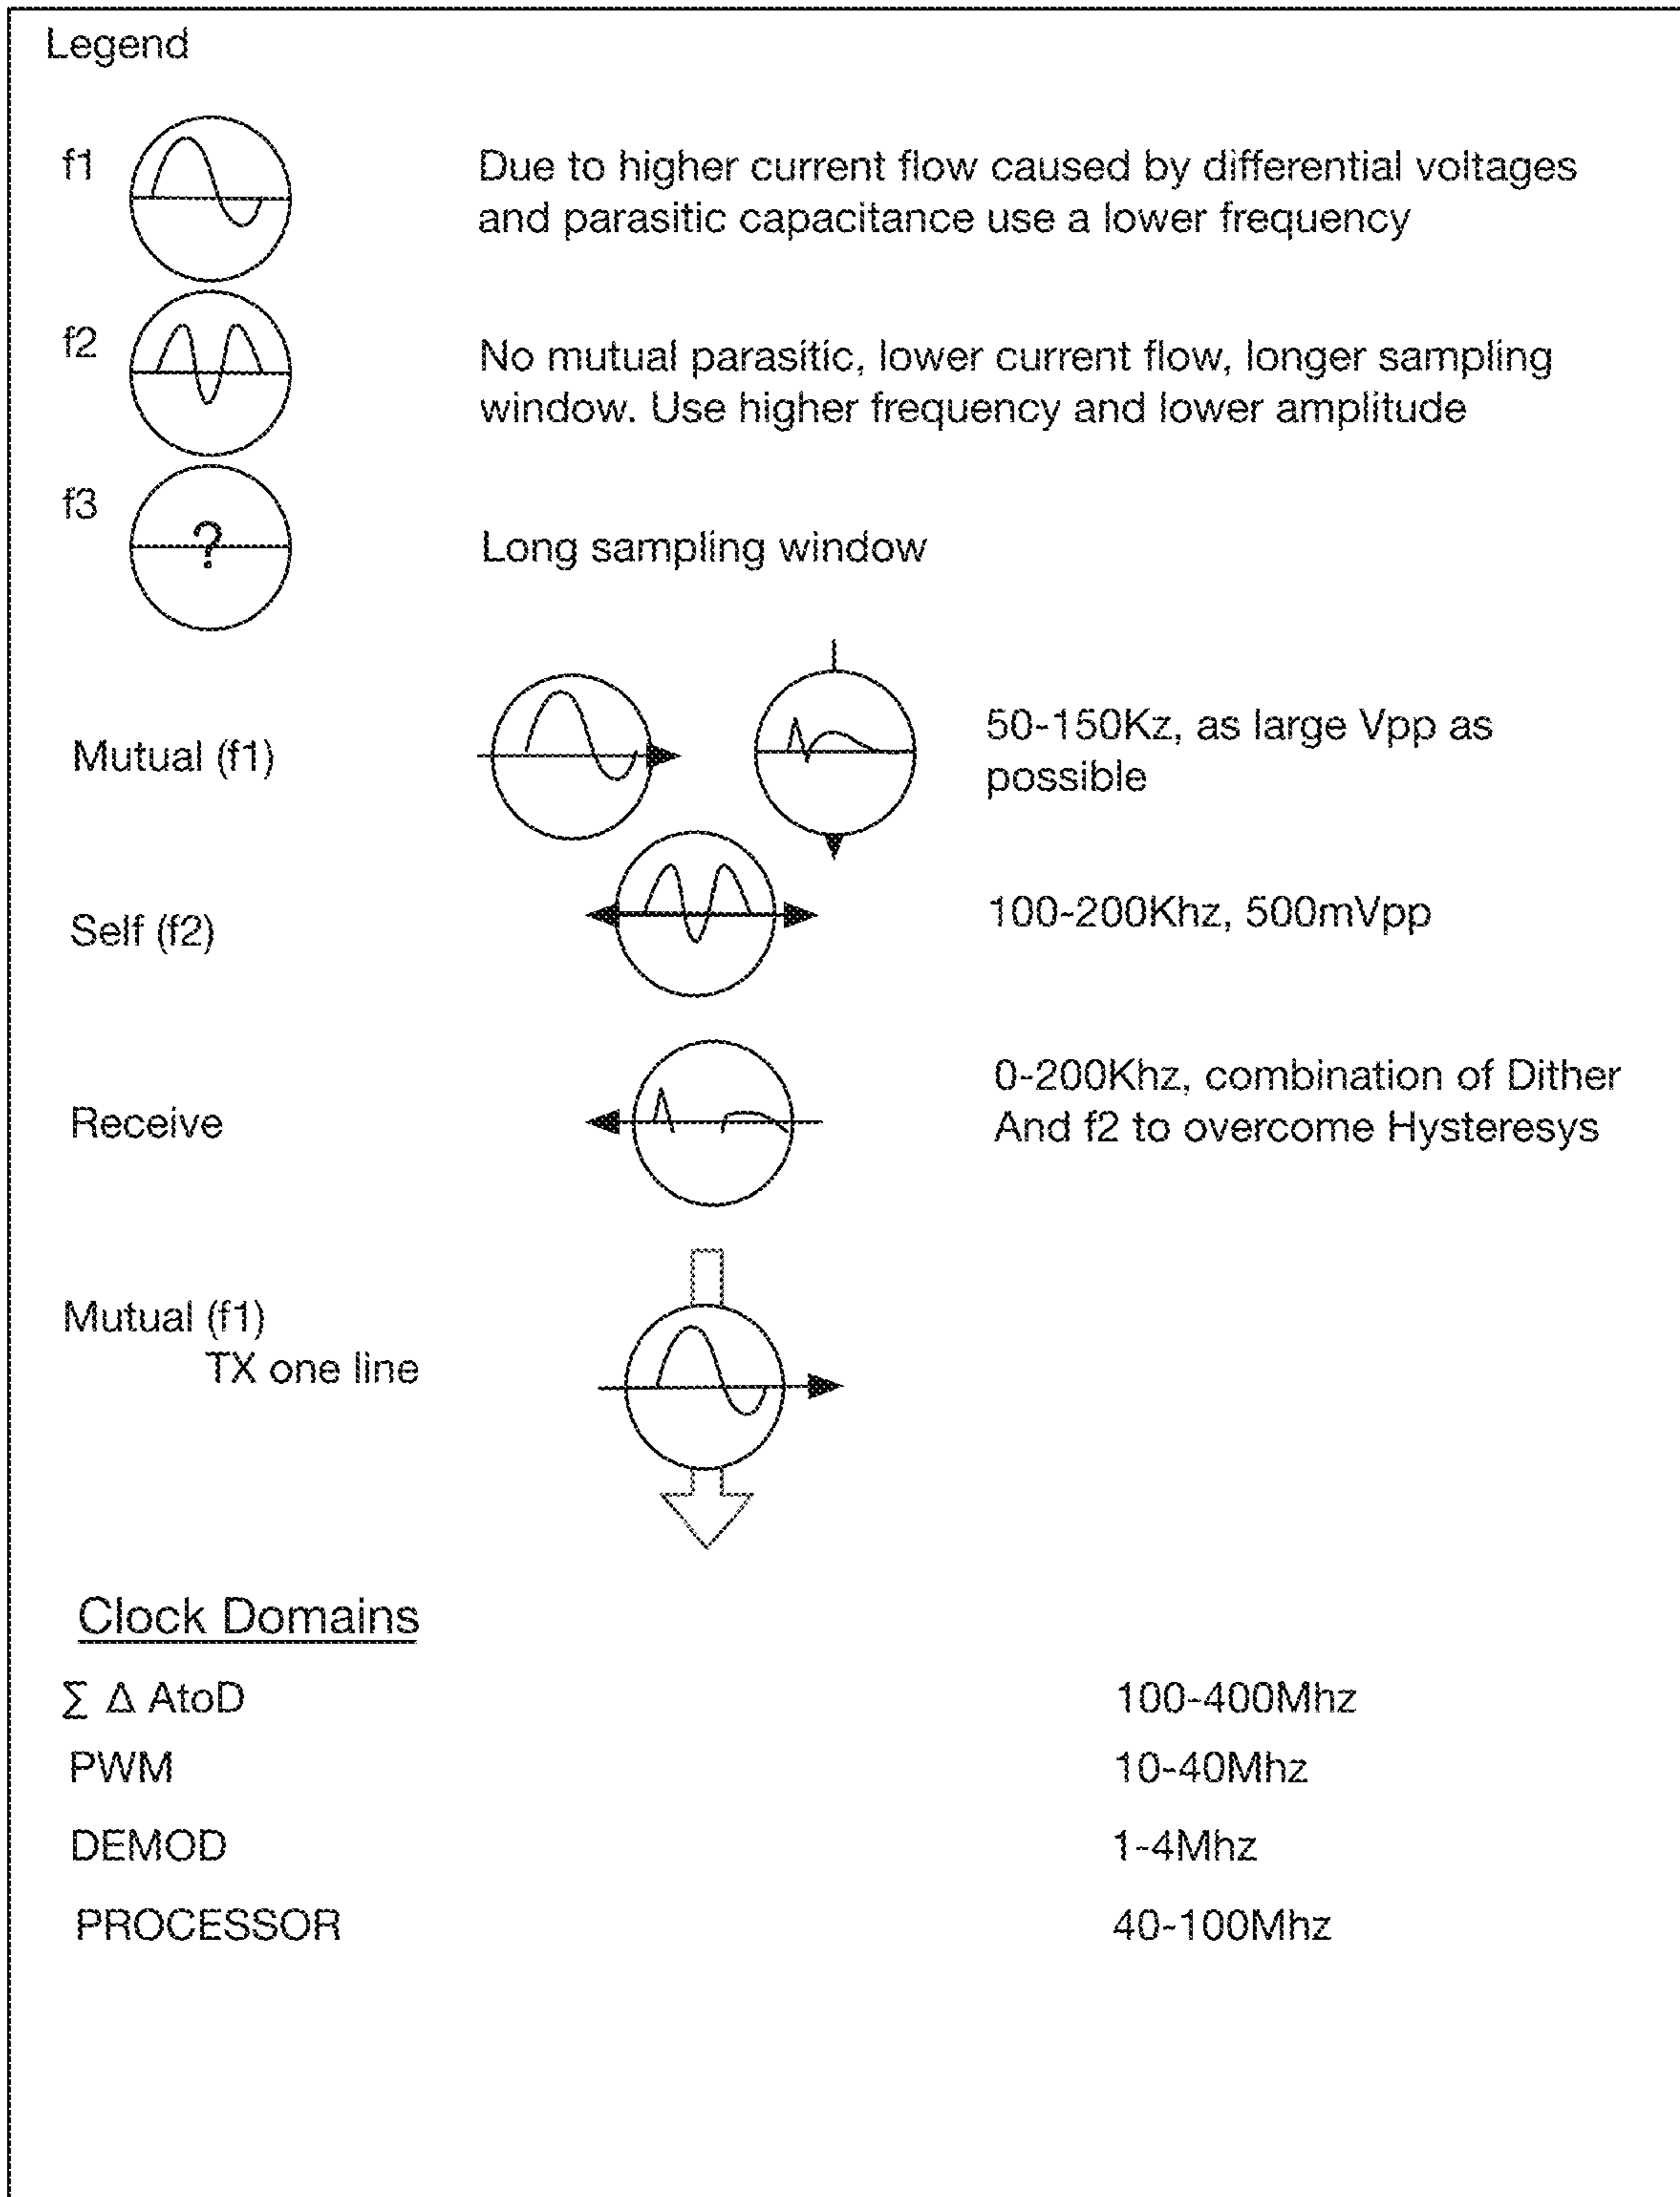 Legend
f1
Due to higher current flow caused by differential voltages
and parasitic capacitance use a lower frequency
f2
No mutual parasitic, lower current flow, longer sampling
window. Use higher frequency and lower amplitude
f3
?
Long sampling window
Mutual (f1)
50-150Kz, as large Vpp as
possible
Self (f2)
100-200Khz, 500mVpp
Receive
0-200Khz, combination of Dither
And f2 to overcome Hysteresys
Mutual (f1)
TX one line
Clock Domains
∑ Δ AtoD 100-400Mhz
PWM 10-40Mhz
DEMOD 1-4Mhz
PROCESSOR 40-100Mhz